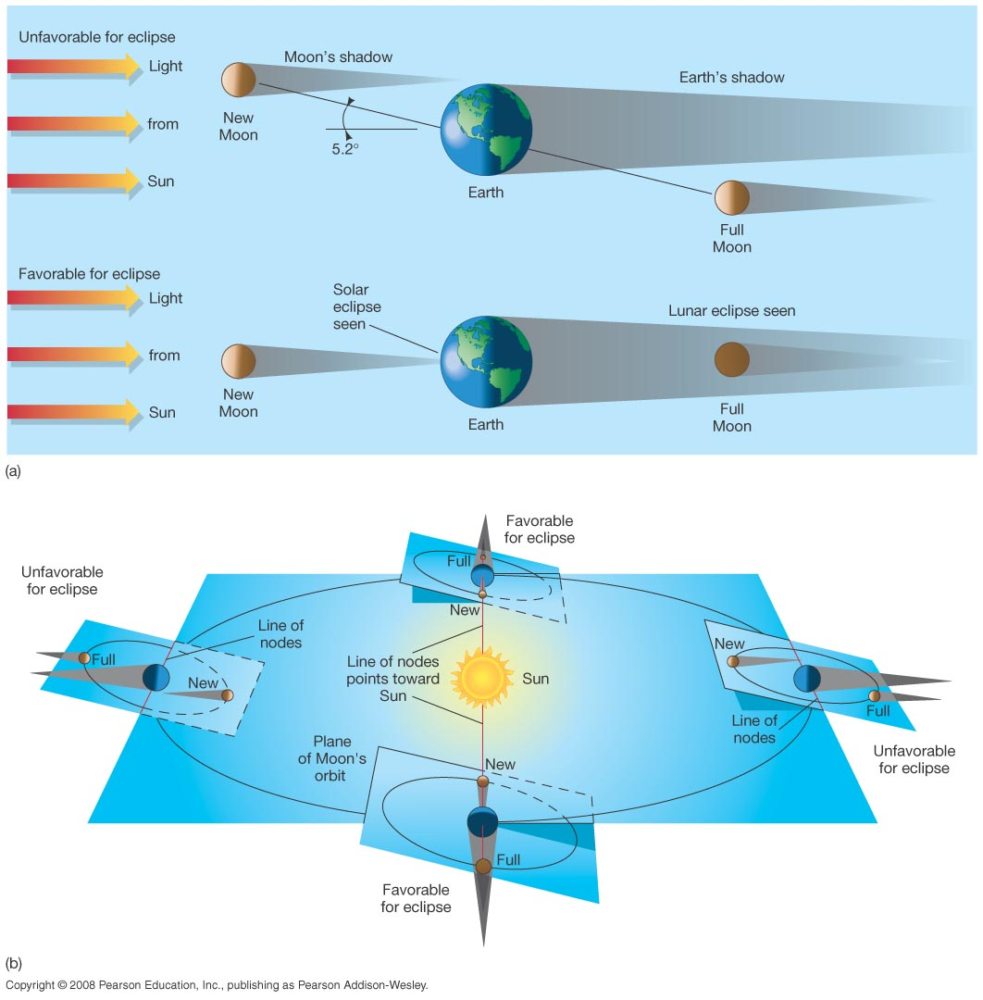 Unfavorable for eclipse
Light
from
Sun
Moon's shadow
Earth's shadow
New
Moon
5.2°
Earth
Full
Moon
Favorable for eclipse
Light
from
Sun
Solar
eclipse
seen
Lunar eclipse seen
New
Moon
Earth
Full
Moon
(a)
Favorable
for eclipse
Unfavorable
for eclipse
Full
New
Line of
nodes
Full
New
Line of nodes
points toward
Sun
Sun
New
Line of
nodes
Full
Unfavorable
for eclipse
Plane
of Moon's
orbit
New
Full
Favorable
for eclipse
(b)
Copyright © 2008 Pearson Education, Inc., publishing as Pearson Addison-Wesley.